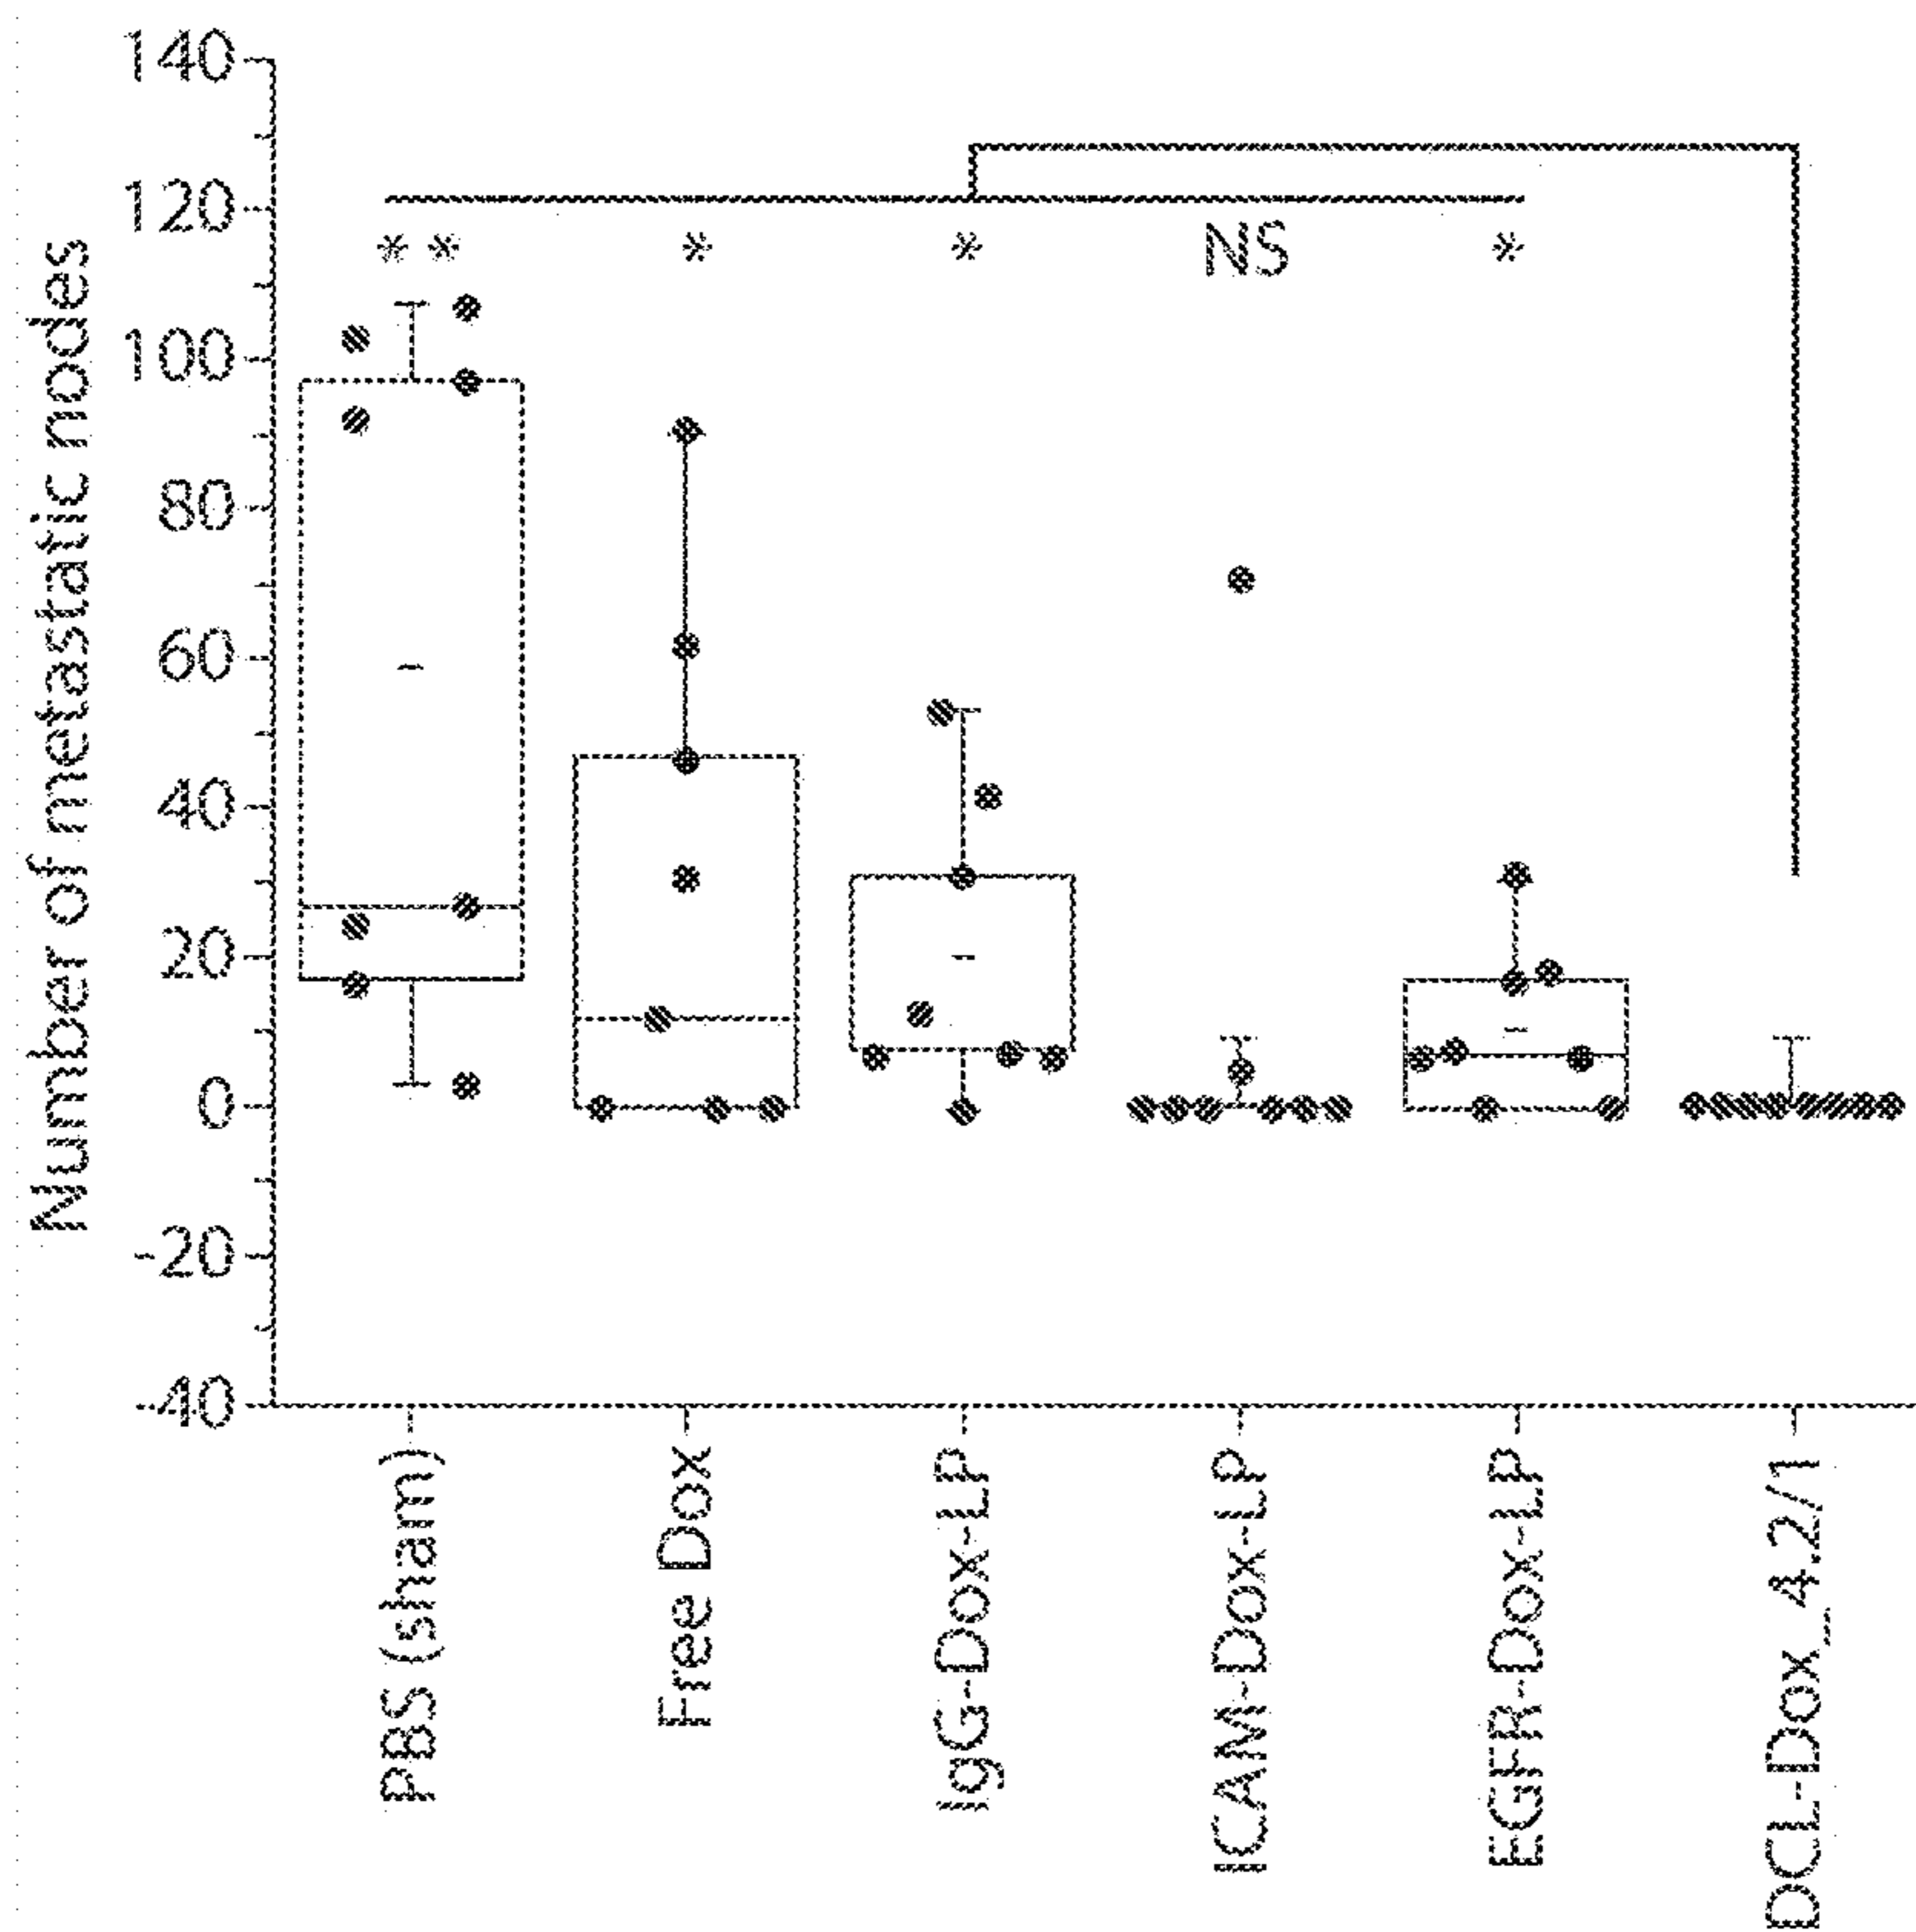 Number of metastatic nodes
140
120
100
80
60
40
20
0
-20
-40
** * * NS *
PBS (sham)
Free Dox
IgG-Dox-LP
ICAM-Dox-LP
EGFR-Dox-LP
DCL-Dox_4.2/1